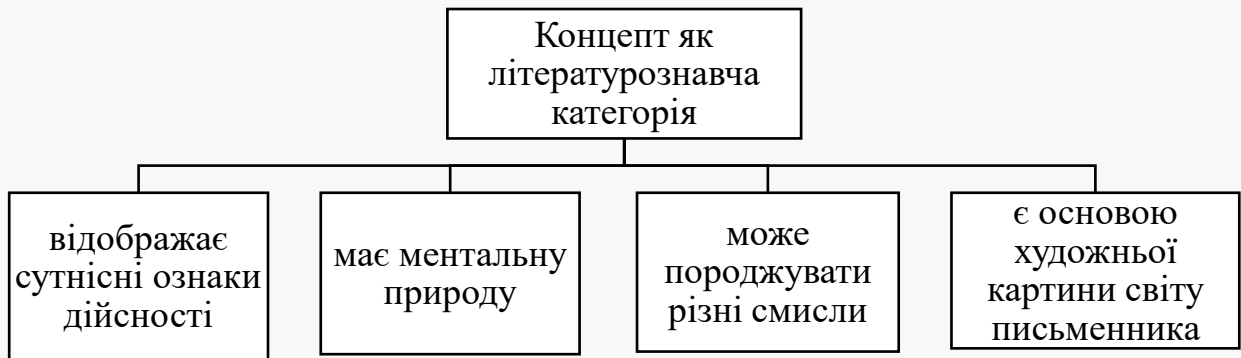 Концепт як
літературознавча
категорія
відображає
сутнісні ознаки
дійсності
має ментальну
природу
може
породжувати
різні смисли
є основою
художньої
картини світу
письменника